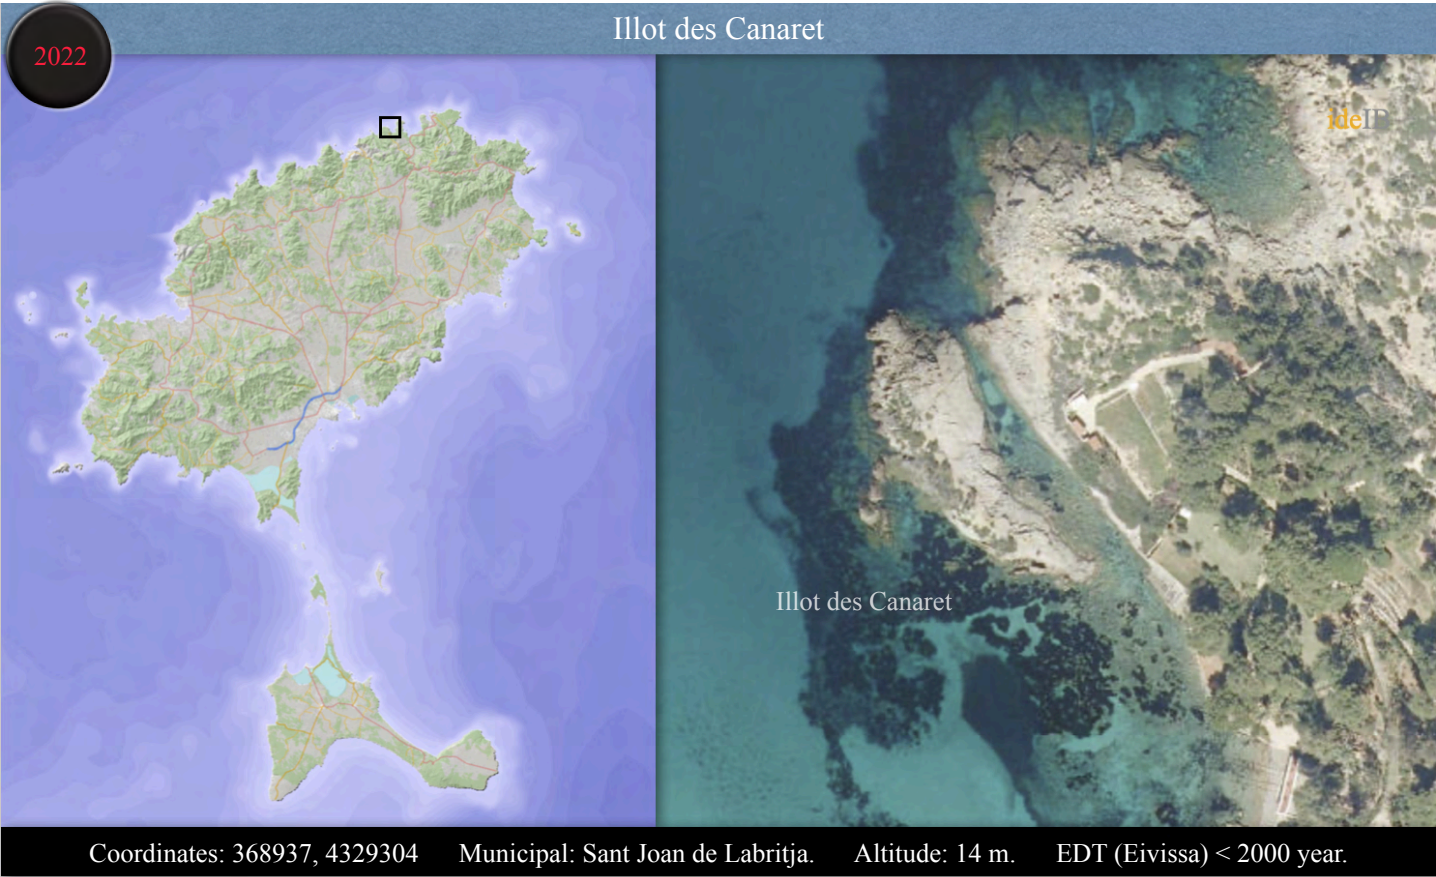 Illot des Canaret
2022
ideIB
Illot des Canaret
Coordinates: 368937, 4329304 Municipal: Sant Joan de Labritja. Altitude: 14 m. EDT (Eivissa) < 2000 year.